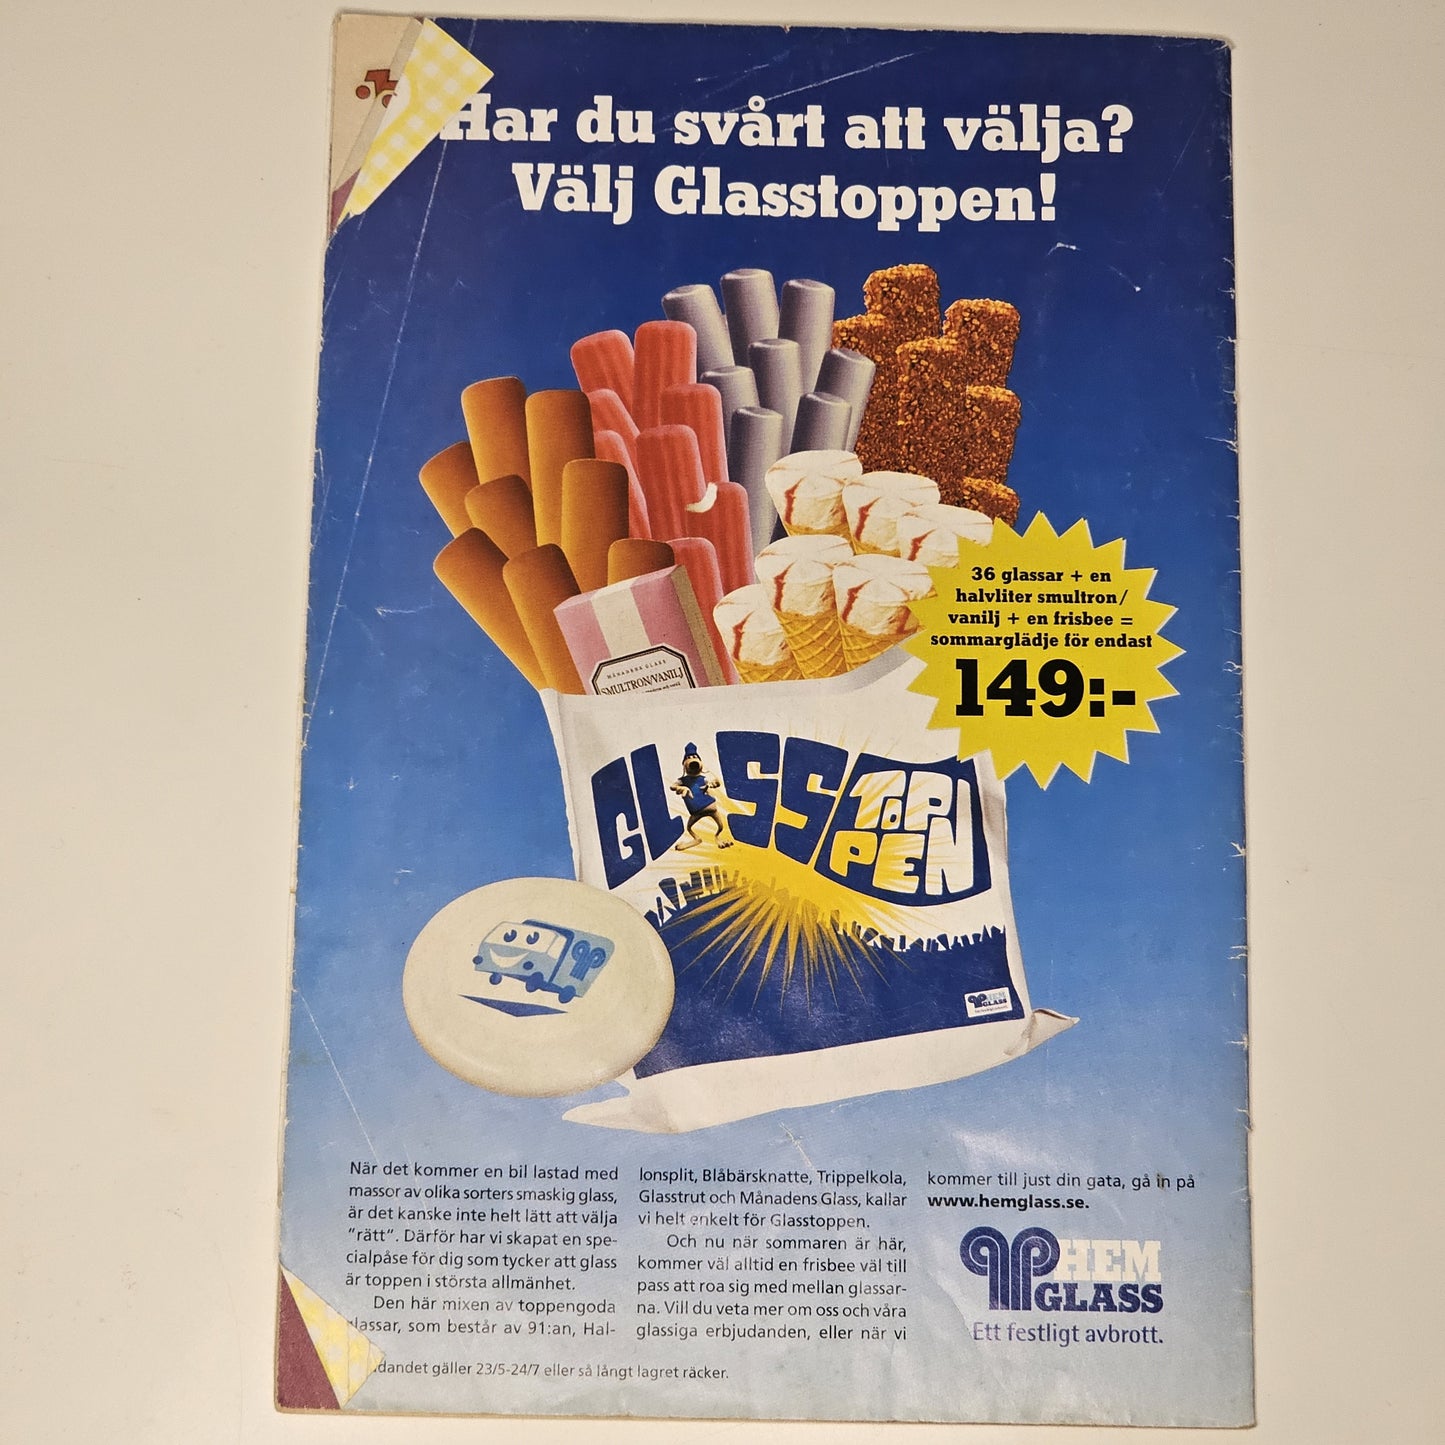 Har du svårt att välja?
Välj Glasstoppen!
36 glassar + en
halvliter smultron/
vanilj + en frisbee =
sommarglädje för endast
149:-
MÅNADENS GLASS
SMULTRON/VANILJ
GLASS
TOP
PEN
HEM
GLASS
När det kommer en bil lastad med
massor av olika sorters smaskig glass,
är det kanske inte helt lätt att välja
"rätt". Därför har vi skapat en spe-
cialpåse för dig som tycker att glass
är toppen i största allmänhet.
Den här mixen av toppengoda
glassar, som består av 91:an, Hal-
lonsplit, Blåbärsknatte, Trippelkola,
Glasstrut och Månadens Glass, kallar
vi helt enkelt för Glasstoppen.
Och nu när sommaren är här,
kommer väl alltid en frisbee väl till
pass att roa sig med mellan glassar-
na. Vill du veta mer om oss och våra
glassiga erbjudanden, eller när vi
kommer till just din gata, gå in på
www.hemglass.se.
HEM
GLASS
Ett festligt avbrott.
dandet gäller 23/5-24/7 eller så långt lagret räcker.